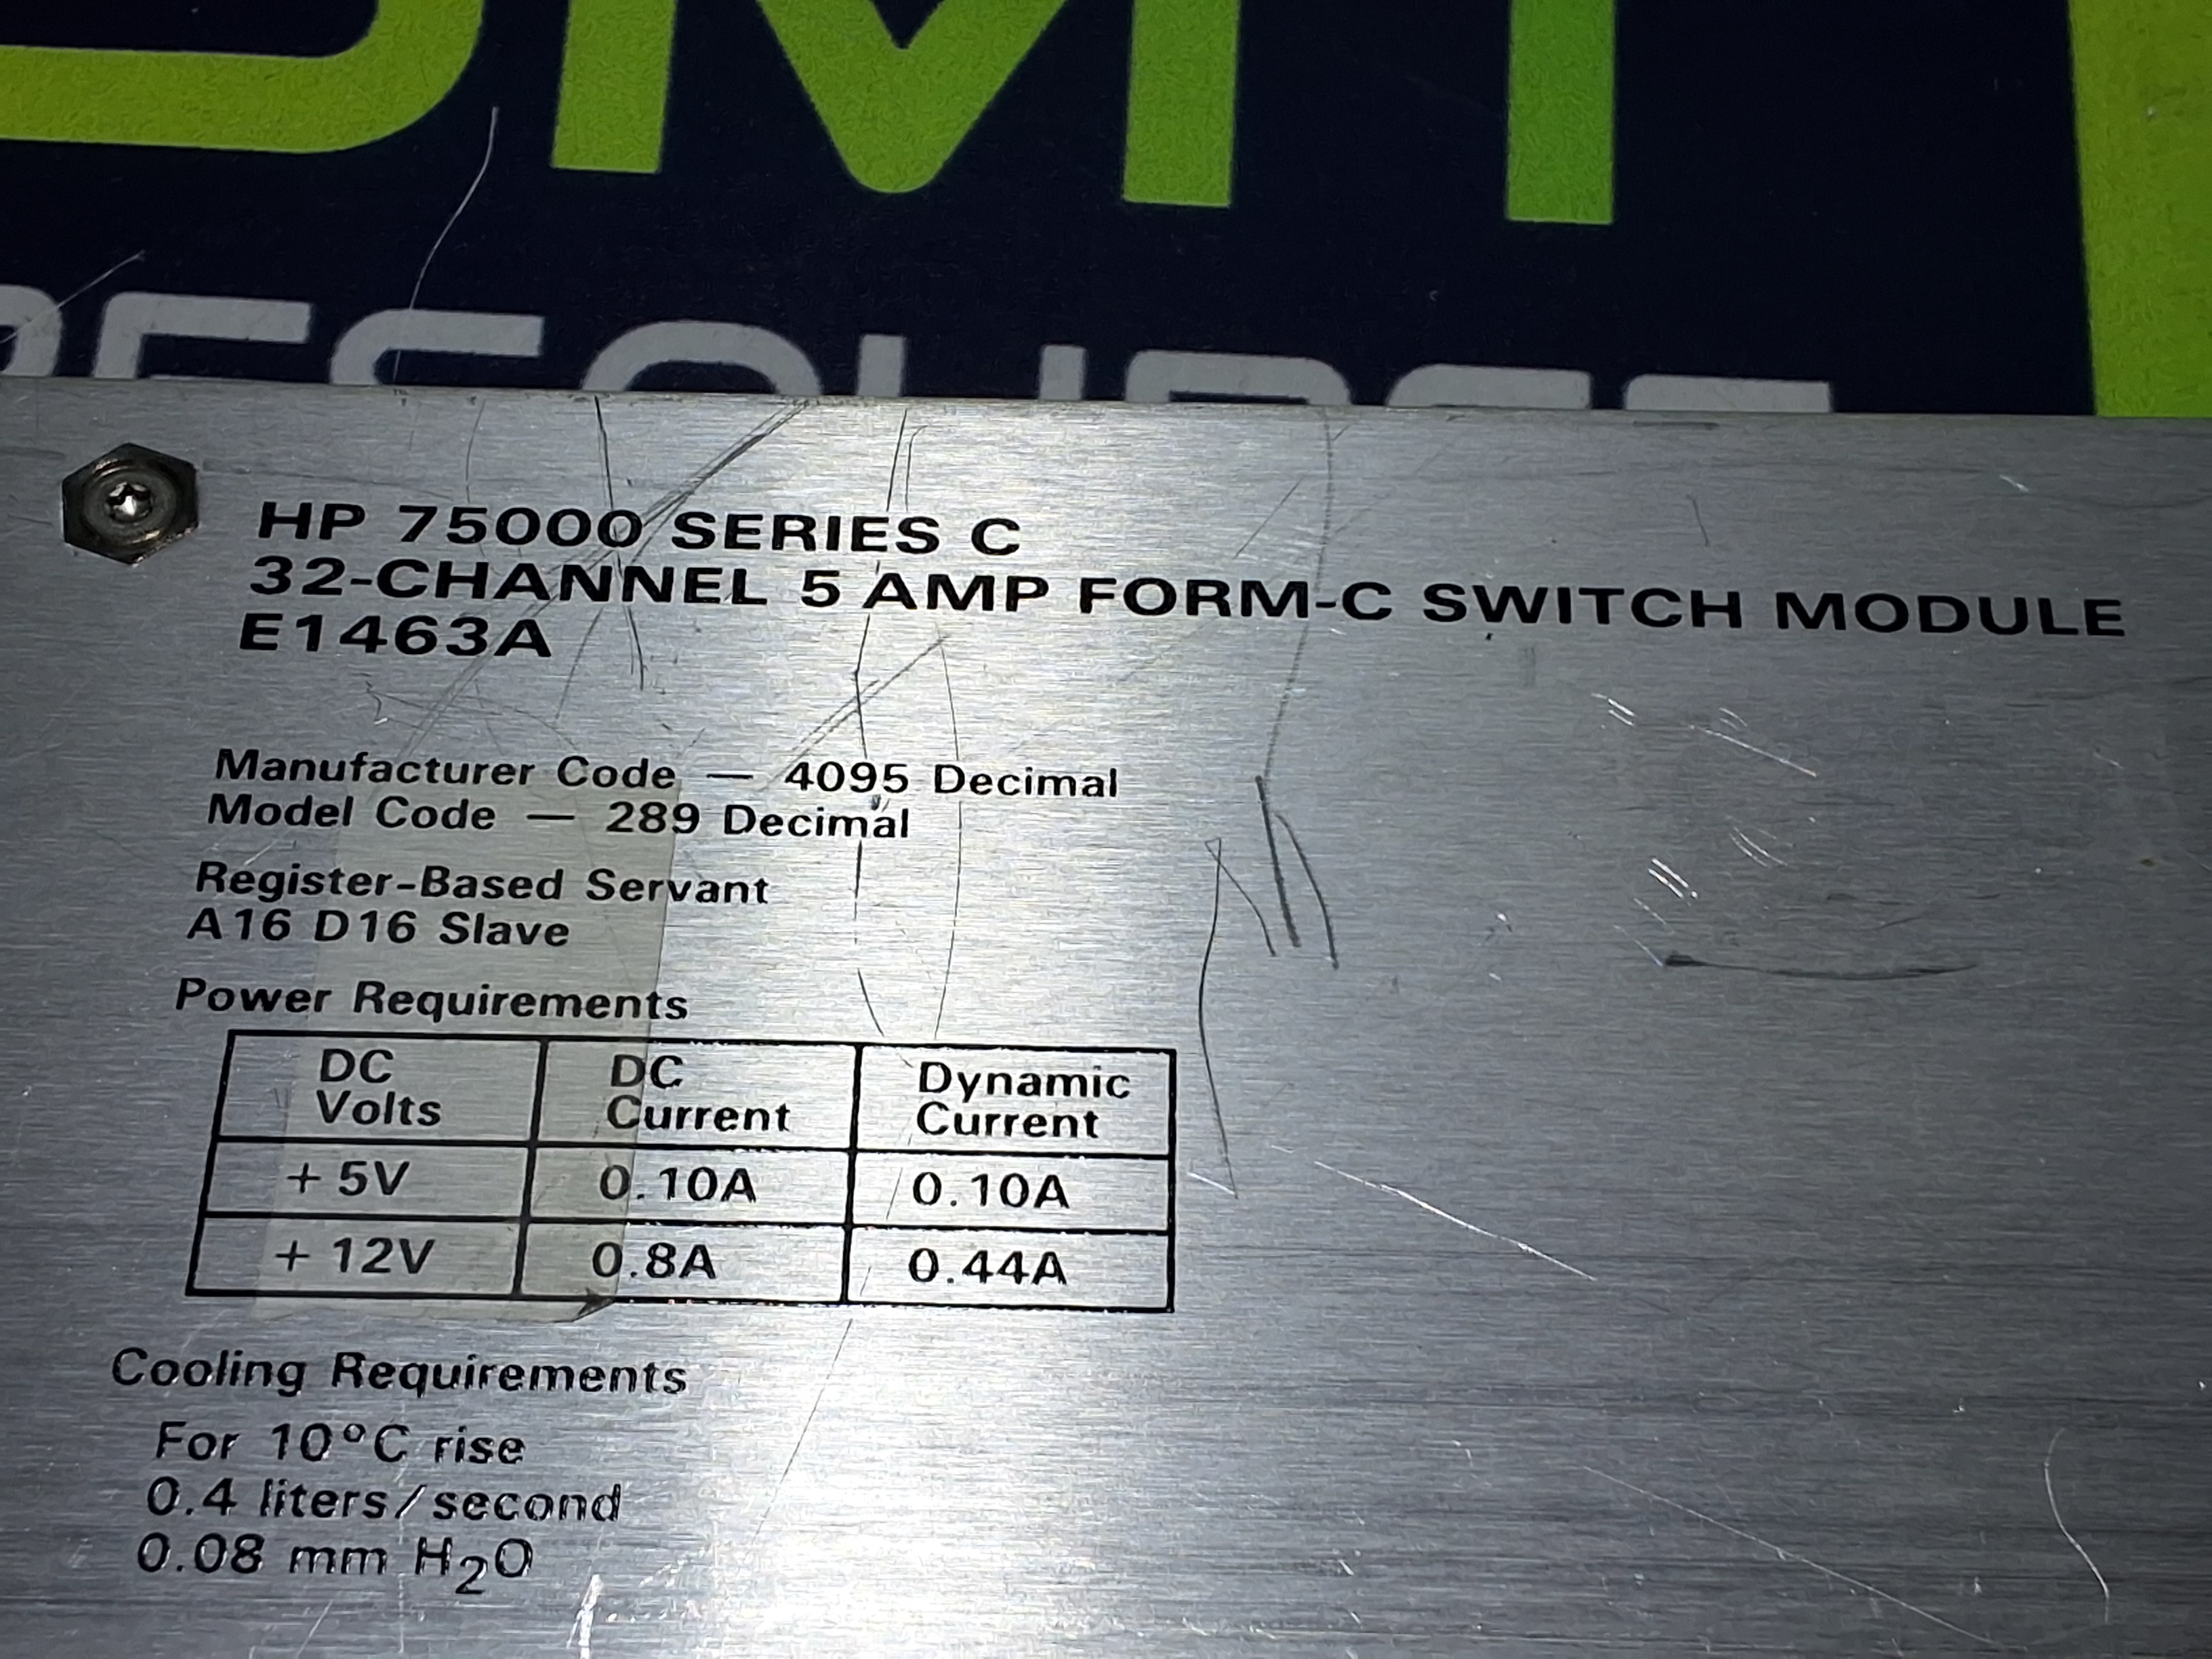 HP 75000 SERIES C
32-CHANNEL 5 AMP FORM-C SWITCH MODULE
E1463A
Manufacturer Code — 4095 Decimal
Model Code — 289 Decimal
Register-Based Servant
A16 D16 Slave
Power Requirements
DC Volts DC Current Dynamic Current
+ 5V 0.10A 0.10A
+ 12V 0.8A 0.44A
Cooling Requirements
For 10°C rise
0.4 liters/second
0.08 mm H₂O